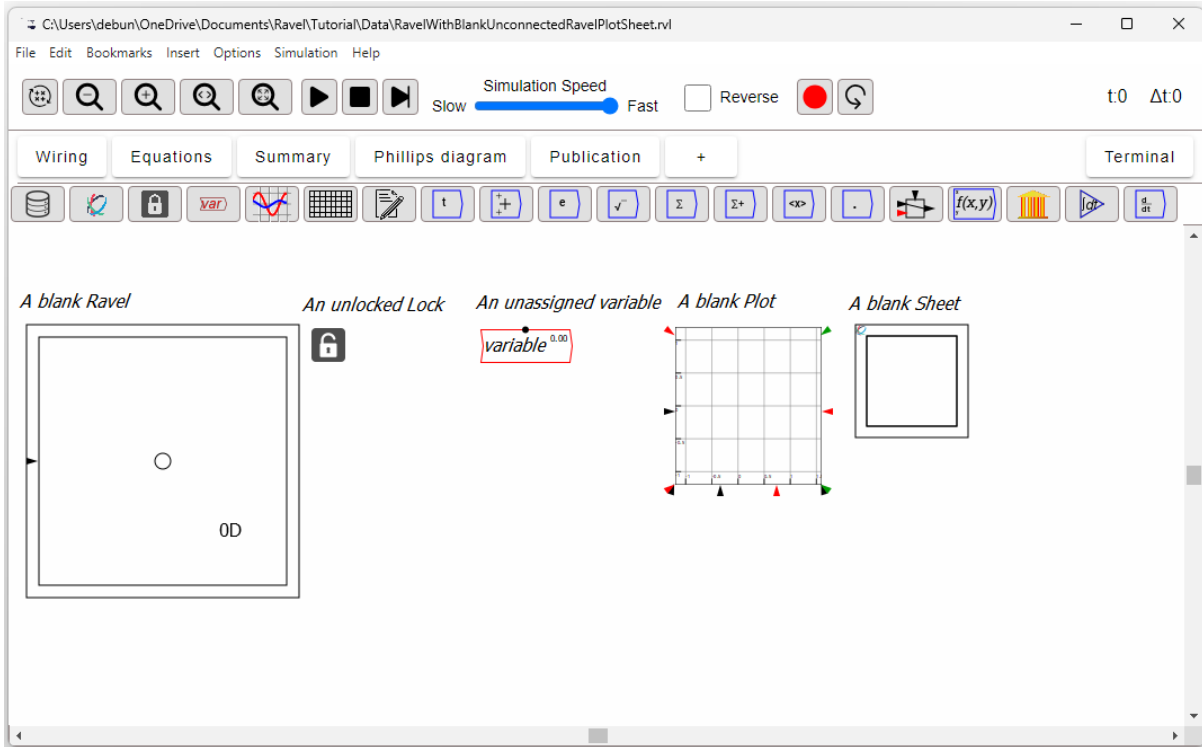 C:\Users\debun\OneDrive\Documents\Ravel\Tutorial\Data\RavelWithBlankUnconnectedRavelPlotSheet.rvl
File Edit Bookmarks Insert Options Simulation Help
Simulation Speed
Slow Fast Reverse t:0 Δt:0
Wiring Equations Summary Phillips diagram Publication + Terminal
var t + e √ Σ Σ+ <x> . f(x,y) ∫dt d/dt
A blank Ravel An unlocked Lock An unassigned variable A blank Plot A blank Sheet
variable 0.00
0D